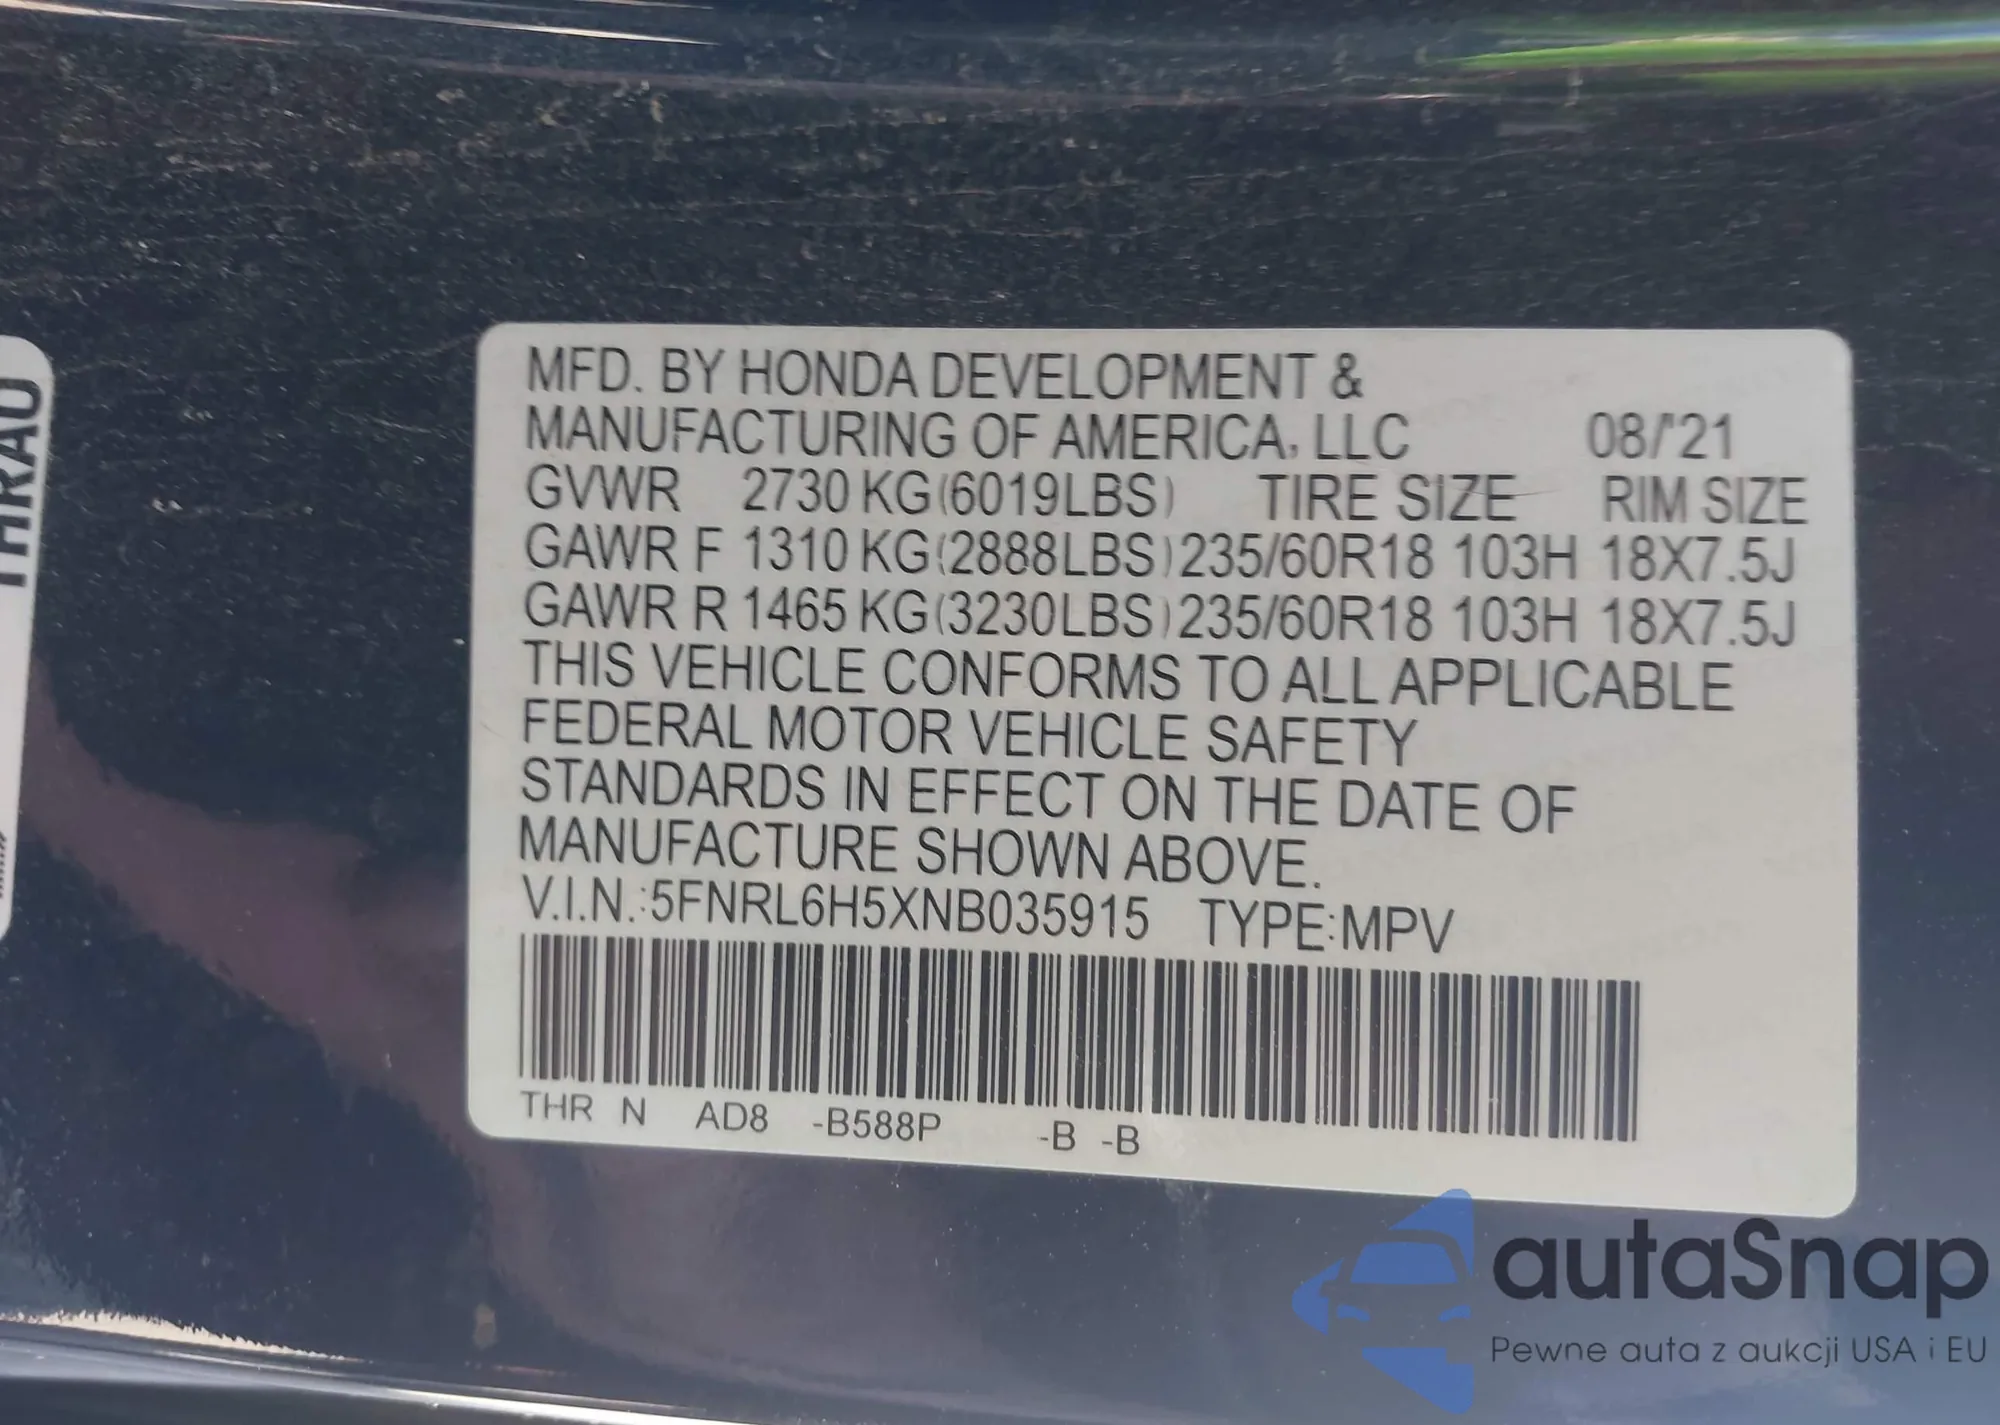 MFD. BY HONDA DEVELOPMENT &
MANUFACTURING OF AMERICA, LLC 08/'21
GVWR 2730 KG(6019LBS) TIRE SIZE RIM SIZE
GAWR F 1310 KG(2888LBS)235/60R18 103H 18X7.5J
GAWR R 1465 KG(3230LBS)235/60R18 103H 18X7.5J
THIS VEHICLE CONFORMS TO ALL APPLICABLE
FEDERAL MOTOR VEHICLE SAFETY
STANDARDS IN EFFECT ON THE DATE OF
MANUFACTURE SHOWN ABOVE.
V.I.N.:5FNRL6H5XNB035915 TYPE:MPV
THR N AD8 -B588P -B -B
THRAO
autaSnap
Pewne auta z aukcji USA i EU